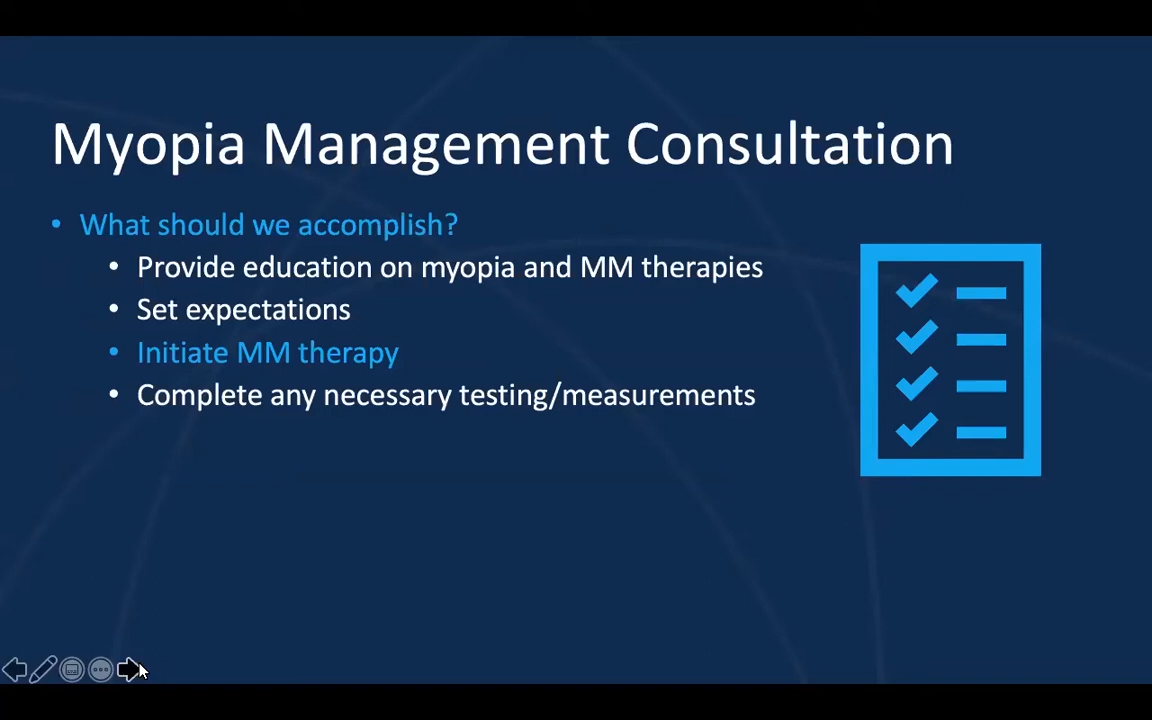 Myopia Management Consultation
• What should we accomplish?
• Provide education on myopia and MM therapies
• Set expectations
• Initiate MM therapy
• Complete any necessary testing/measurements